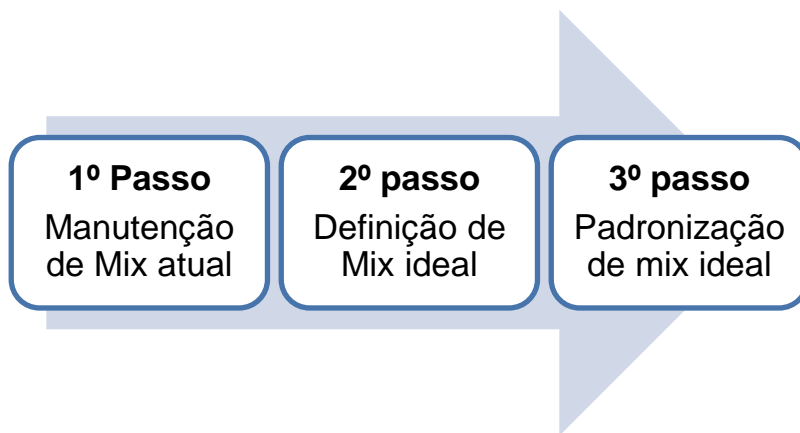 1º Passo
Manutenção
de Mix atual
2º passo
Definição de
Mix ideal
3º passo
Padronização
de mix ideal